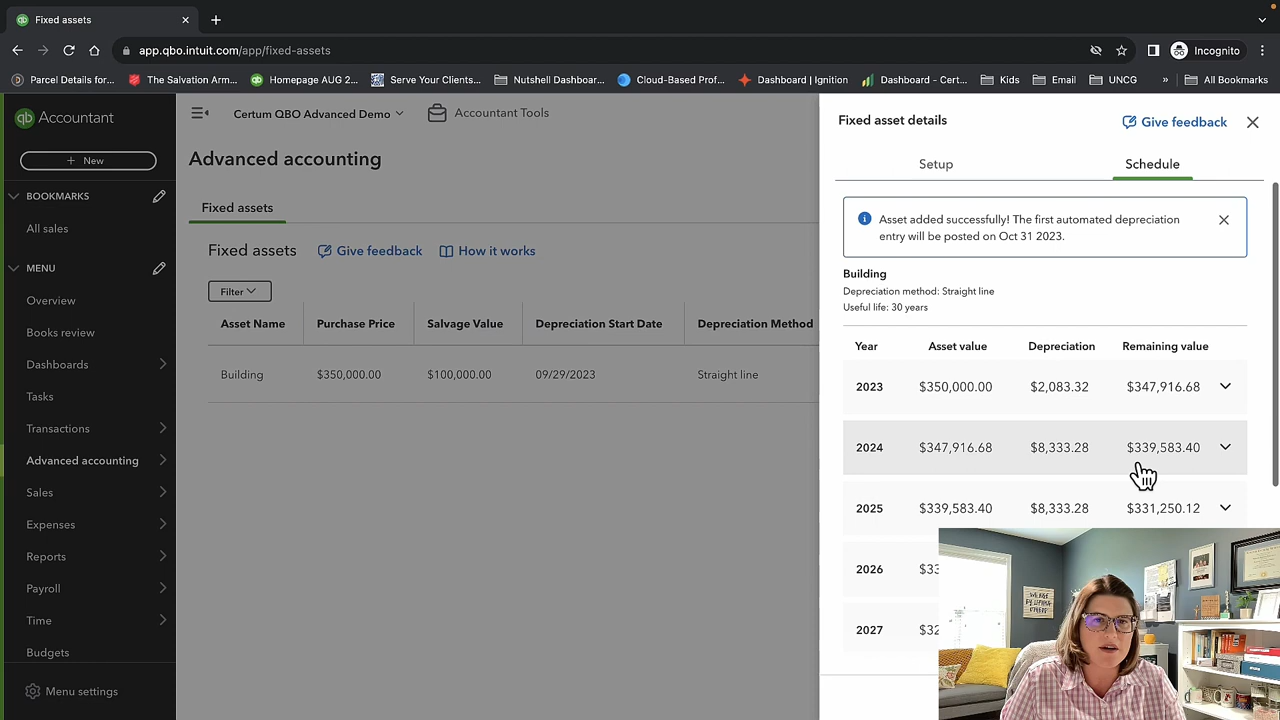 Fixed assets
app.qbo.intuit.com/app/fixed-assets
Incognito
Parcel Details for...
The Salvation Arm...
Homepage AUG 2...
Serve Your Clients...
Nutshell Dashboar...
Cloud-Based Prof...
Dashboard | Ignition
Dashboard - Cert...
Kids
Email
UNCG
»
All Bookmarks
qb Accountant
+ New
BOOKMARKS
All sales
MENU
Overview
Books review
Dashboards
Tasks
Transactions
Advanced accounting
Sales
Expenses
Reports
Payroll
Time
Budgets
Menu settings
Certum QBO Advanced Demo
Accountant Tools
Advanced accounting
Fixed assets
Fixed assets
Give feedback
How it works
Filter
Asset Name Purchase Price Salvage Value Depreciation Start Date Depreciation Method
Building $350,000.00 $100,000.00 09/29/2023 Straight line
Fixed asset details
Give feedback
Setup
Schedule
Asset added successfully! The first automated depreciation
entry will be posted on Oct 31 2023.
Building
Depreciation method: Straight line
Useful life: 30 years
Year Asset value Depreciation Remaining value
2023 $350,000.00 $2,083.32 $347,916.68
2024 $347,916.68 $8,333.28 $339,583.40
2025 $339,583.40 $8,333.28 $331,250.12
2026 $33
2027 $32